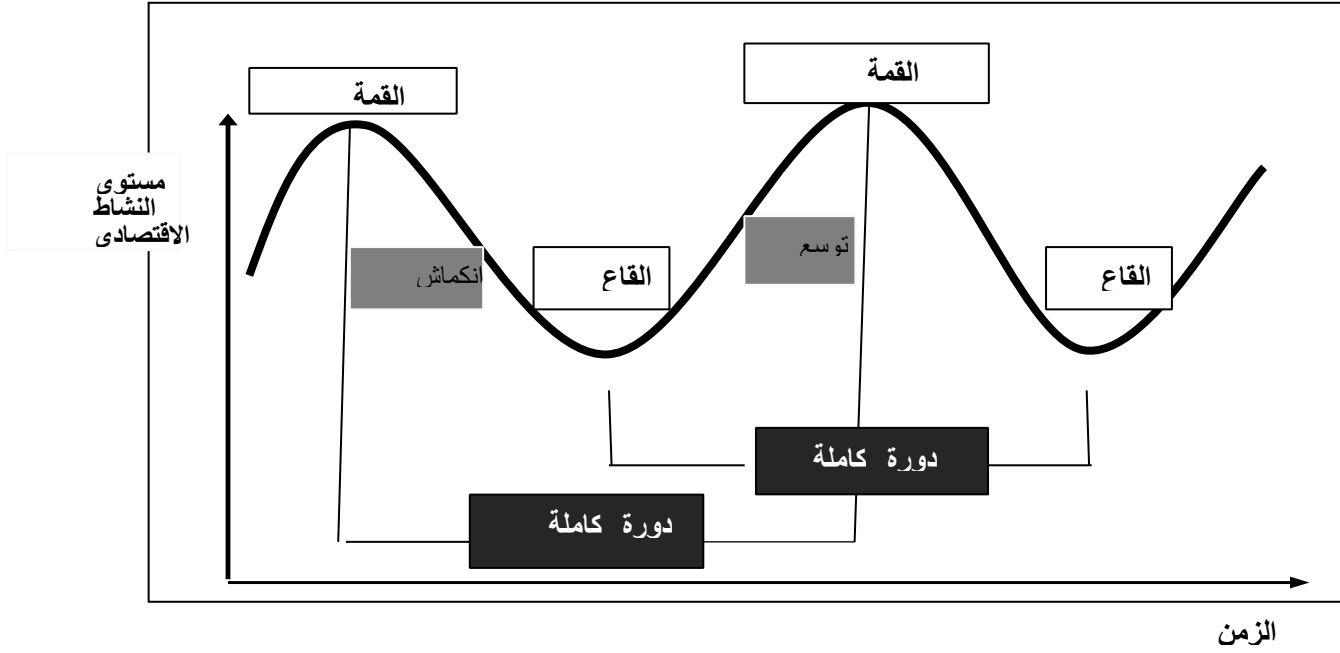 القمة
القمة
مستوى
النشاط
الاقتصادى
توسع
انكماش
القاع
القاع
دورة كاملة
دورة كاملة
الزمن